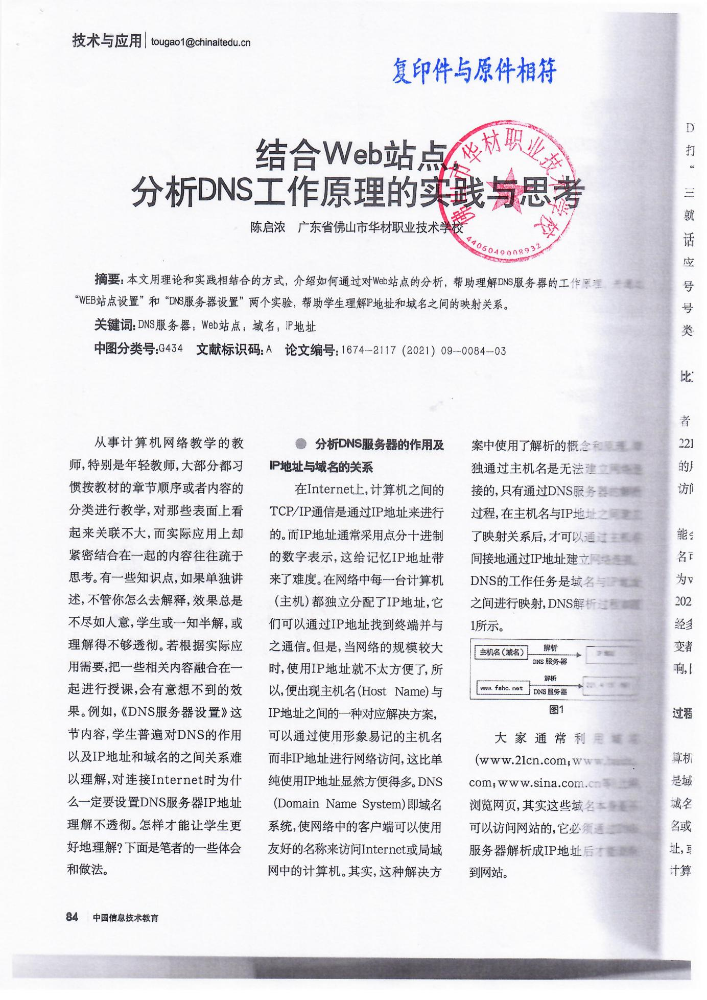 技术与应用 tougao1@chinaitedu.cn
复印件与原件相符
结合Web站点,
分析DNS工作原理的实践与思考
佛山市华材职业技术学校
4406049008932
陈启浓 广东省佛山市华材职业技术学校
摘要:本文用理论和实践相结合的方式,介绍如何通过对Web站点的分析,帮助理解DNS服务器的工作原理,
“WEB站点设置”和“DNS服务器设置”两个实验,帮助学生理解IP地址和域名之间的映射关系。
关键词:DNS服务器;Web站点;域名;IP地址
中图分类号:G434 文献标识码:A 论文编号:1674-2117(2021)09-0084-03
从事计算机网络教学的教
师,特别是年轻教师,大部分都习
惯按教材的章节顺序或者内容的
分类进行教学,对那些表面上看
起来关联不大,而实际应用上却
紧密结合在一起的内容往往疏于
思考。有一些知识点,如果单独讲
述,不管你怎么去解释,效果总是
不尽如人意,学生或一知半解,或
理解得不够透彻。若根据实际应
用需要,把一些相关内容融合在一
起进行授课,会有意想不到的效
果。例如,《DNS服务器设置》这
节内容,学生普遍对DNS的作用
以及IP地址和域名的之间关系难
以理解,对连接Internet时为什
么一定要设置DNS服务器IP地址
理解不透彻。怎样才能让学生更
好地理解?下面是笔者的一些体会
和做法。
● 分析DNS服务器的作用及
IP地址与域名的关系
在Internet上,计算机之间的
TCP/IP通信是通过IP地址来进行
的。而IP地址通常采用点分十进制
的数字表示,这给记忆IP地址带
来了难度。在网络中每一台计算机
(主机)都独立分配了IP地址,它
们可以通过IP地址找到终端并与
之通信。但是,当网络的规模较大
时,使用IP地址就不太方便了,所
以,便出现主机名(Host Name)与
IP地址之间的一种对应解决方案,
可以通过使用形象易记的主机名
而非IP地址进行网络访问,这比单
纯使用IP地址显然方便得多。DNS
(Domain Name System)即域名
系统,使网络中的客户端可以使用
友好的名称来访问Internet或局域
网中的计算机。其实,这种解决方
案中使用了解析的概念和原理,
独通过主机名是无法建立网络连
接的,只有通过DNS服务器的解析
过程,在主机名与IP地址之间建立
了映射关系后,才可以通过主机名
间接地通过IP地址建立网络连接。
DNS的工作任务是域名与IP地址
之间进行映射,DNS解析过程如图
1所示。
主机名(域名) 解析 DNS 服务器
www.fshc.net 解析 DNS 服务器
图1
大家通常利用域名
(www.21cn.com;www.
com;www.sina.com.cn等)
浏览网页,其实这些域名本身是不
可以访问网站的,它必须通过
服务器解析成IP地址后才能
到网站。
84 中国信息技术教育
D
打
“
三
就
话
应
号
号
类
比
者
221
的
访问
能
名可
为
202
经
变都
响,
过程
算机
是域
域名
名或
址,
计算